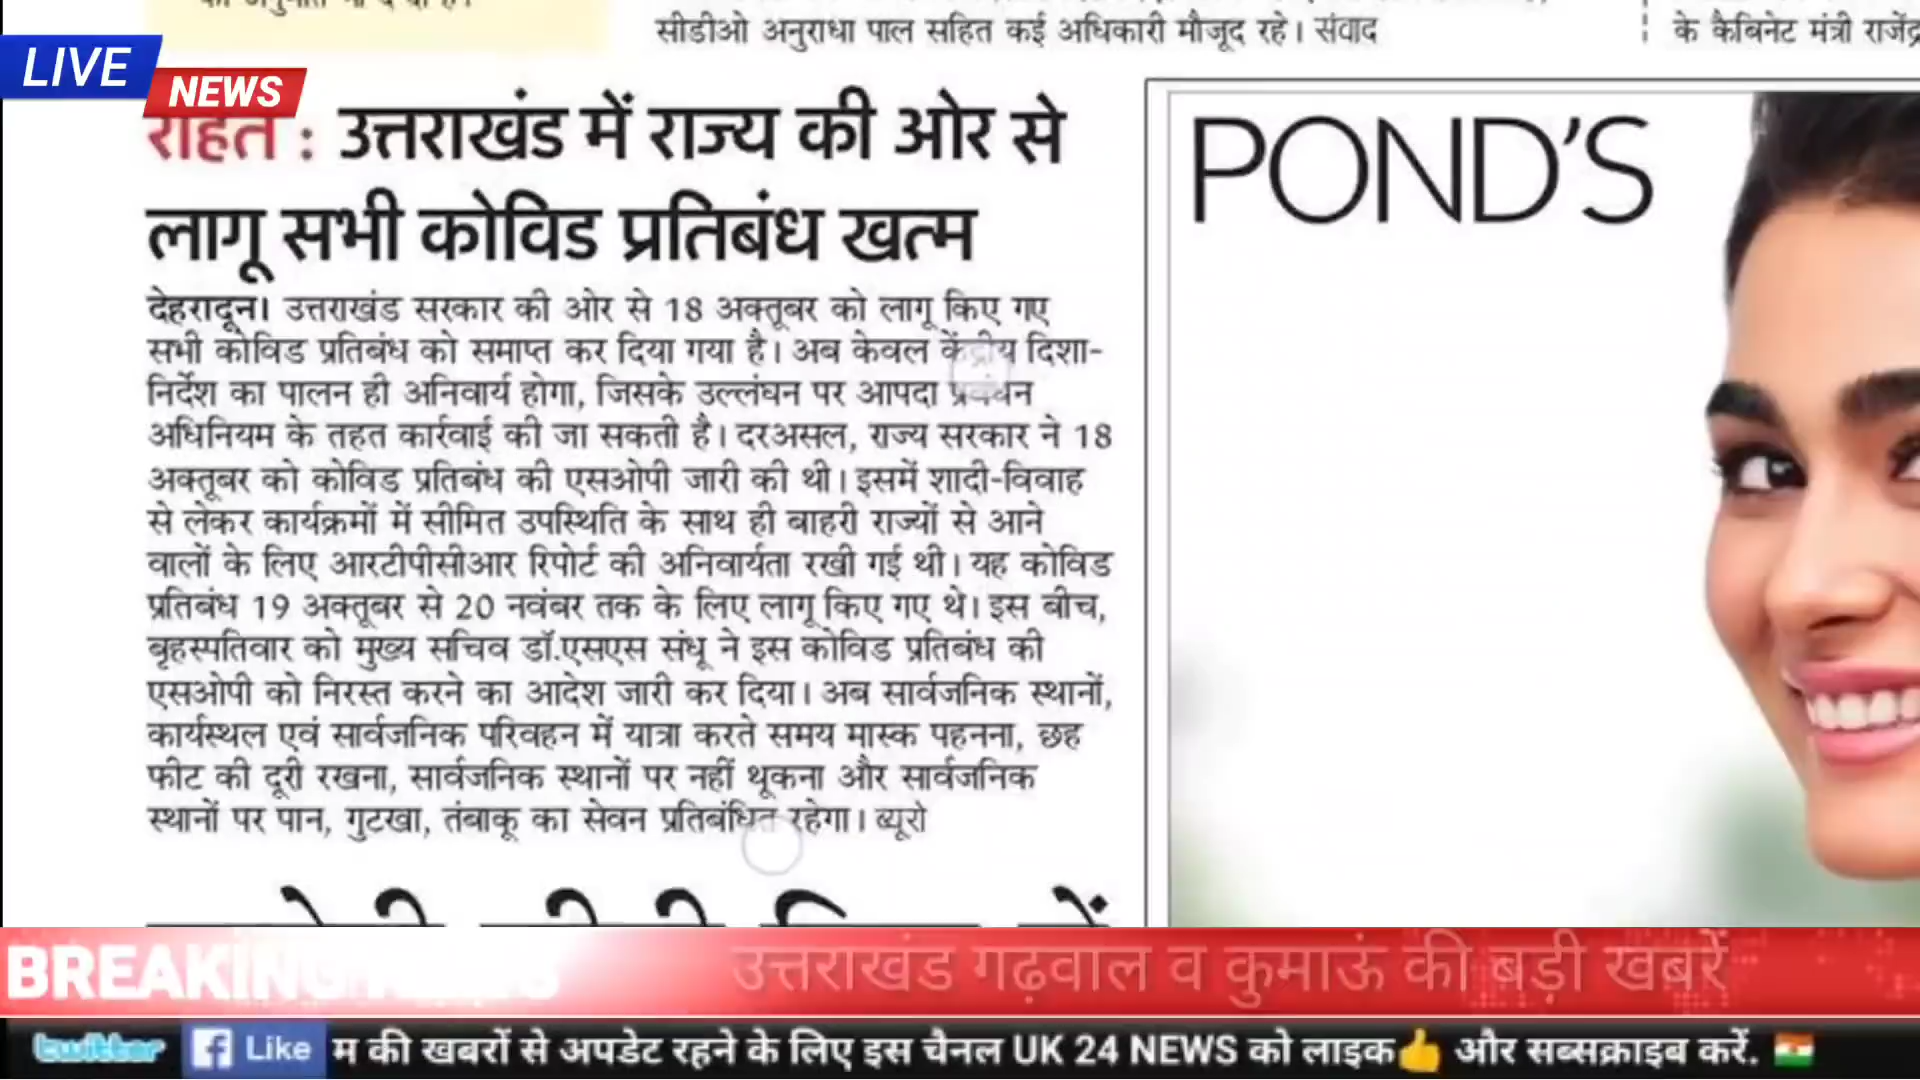 सीडीओ अनुराधा पाल सहित कई अधिकारी मौजूद रहे। संवाद
के कैबिनेट मंत्री राजेंद्र
LIVE
NEWS
राहत : उत्तराखंड में राज्य की ओर से
लागू सभी कोविड प्रतिबंध खत्म
देहरादून। उत्तराखंड सरकार की ओर से 18 अक्तूबर को लागू किए गए
सभी कोविड प्रतिबंध को समाप्त कर दिया गया है। अब केवल केंद्रीय दिशा-
निर्देश का पालन ही अनिवार्य होगा, जिसके उल्लंघन पर आपदा प्रबंधन
अधिनियम के तहत कार्रवाई की जा सकती है। दरअसल, राज्य सरकार ने 18
अक्तूबर को कोविड प्रतिबंध की एसओपी जारी की थी। इसमें शादी-विवाह
से लेकर कार्यक्रमों में सीमित उपस्थिति के साथ ही बाहरी राज्यों से आने
वालों के लिए आरटीपीसीआर रिपोर्ट की अनिवार्यता रखी गई थी। यह कोविड
प्रतिबंध 19 अक्तूबर से 20 नवंबर तक के लिए लागू किए गए थे। इस बीच,
बृहस्पतिवार को मुख्य सचिव डॉ.एसएस संधू ने इस कोविड प्रतिबंध की
एसओपी को निरस्त करने का आदेश जारी कर दिया। अब सार्वजनिक स्थानों,
कार्यस्थल एवं सार्वजनिक परिवहन में यात्रा करते समय मास्क पहनना, छह
फीट की दूरी रखना, सार्वजनिक स्थानों पर नहीं थूकना और सार्वजनिक
स्थानों पर पान, गुटखा, तंबाकू का सेवन प्रतिबंधित रहेगा। ब्यूरो
POND'S
BREAKING NEWS
उत्तराखंड गढ़वाल व कुमाऊं की बड़ी खबरें
twitter
Like
म की खबरों से अपडेट रहने के लिए इस चैनल UK 24 NEWS को लाइक👍 और सब्सक्राइब करें. 🇮🇳